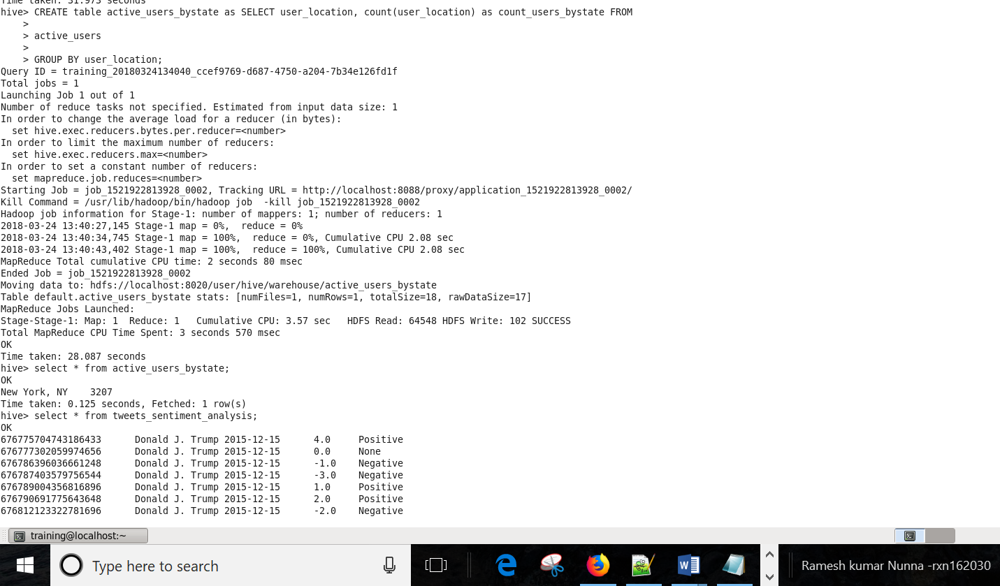 Time taken: 31.973 seconds
hive> CREATE table active_users_bystate as SELECT user_location, count(user_location) as count_users_bystate FROM
    >
    > active_users
    >
    > GROUP BY user_location;
Query ID = training_20180324134040_ccef9769-d687-4750-a204-7b34e126fd1f
Total jobs = 1
Launching Job 1 out of 1
Number of reduce tasks not specified. Estimated from input data size: 1
In order to change the average load for a reducer (in bytes):
  set hive.exec.reducers.bytes.per.reducer=<number>
In order to limit the maximum number of reducers:
  set hive.exec.reducers.max=<number>
In order to set a constant number of reducers:
  set mapreduce.job.reduces=<number>
Starting Job = job_1521922813928_0002, Tracking URL = http://localhost:8088/proxy/application_1521922813928_0002/
Kill Command = /usr/lib/hadoop/bin/hadoop job  -kill job_1521922813928_0002
Hadoop job information for Stage-1: number of mappers: 1; number of reducers: 1
2018-03-24 13:40:27,145 Stage-1 map = 0%,  reduce = 0%
2018-03-24 13:40:34,745 Stage-1 map = 100%,  reduce = 0%, Cumulative CPU 2.08 sec
2018-03-24 13:40:43,402 Stage-1 map = 100%,  reduce = 100%, Cumulative CPU 2.08 sec
MapReduce Total cumulative CPU time: 2 seconds 80 msec
Ended Job = job_1521922813928_0002
Moving data to: hdfs://localhost:8020/user/hive/warehouse/active_users_bystate
Table default.active_users_bystate stats: [numFiles=1, numRows=1, totalSize=18, rawDataSize=17]
MapReduce Jobs Launched:
Stage-Stage-1: Map: 1  Reduce: 1   Cumulative CPU: 3.57 sec   HDFS Read: 64548 HDFS Write: 102 SUCCESS
Total MapReduce CPU Time Spent: 3 seconds 570 msec
OK
Time taken: 28.087 seconds
hive> select * from active_users_bystate;
OK
New York, NY    3207
Time taken: 0.125 seconds, Fetched: 1 row(s)
hive> select * from tweets_sentiment_analysis;
OK
676775704743186433      Donald J. Trump 2015-12-15      4.0     Positive
676777302059974656      Donald J. Trump 2015-12-15      0.0     None
676786396036661248      Donald J. Trump 2015-12-15      -1.0    Negative
676787403579756544      Donald J. Trump 2015-12-15      -3.0    Negative
676789004356816896      Donald J. Trump 2015-12-15      1.0     Positive
676790691775643648      Donald J. Trump 2015-12-15      2.0     Positive
676812123322781696      Donald J. Trump 2015-12-15      -2.0    Negative
training@localhost:~
Type here to search
Ramesh kumar Nunna -rxn162030